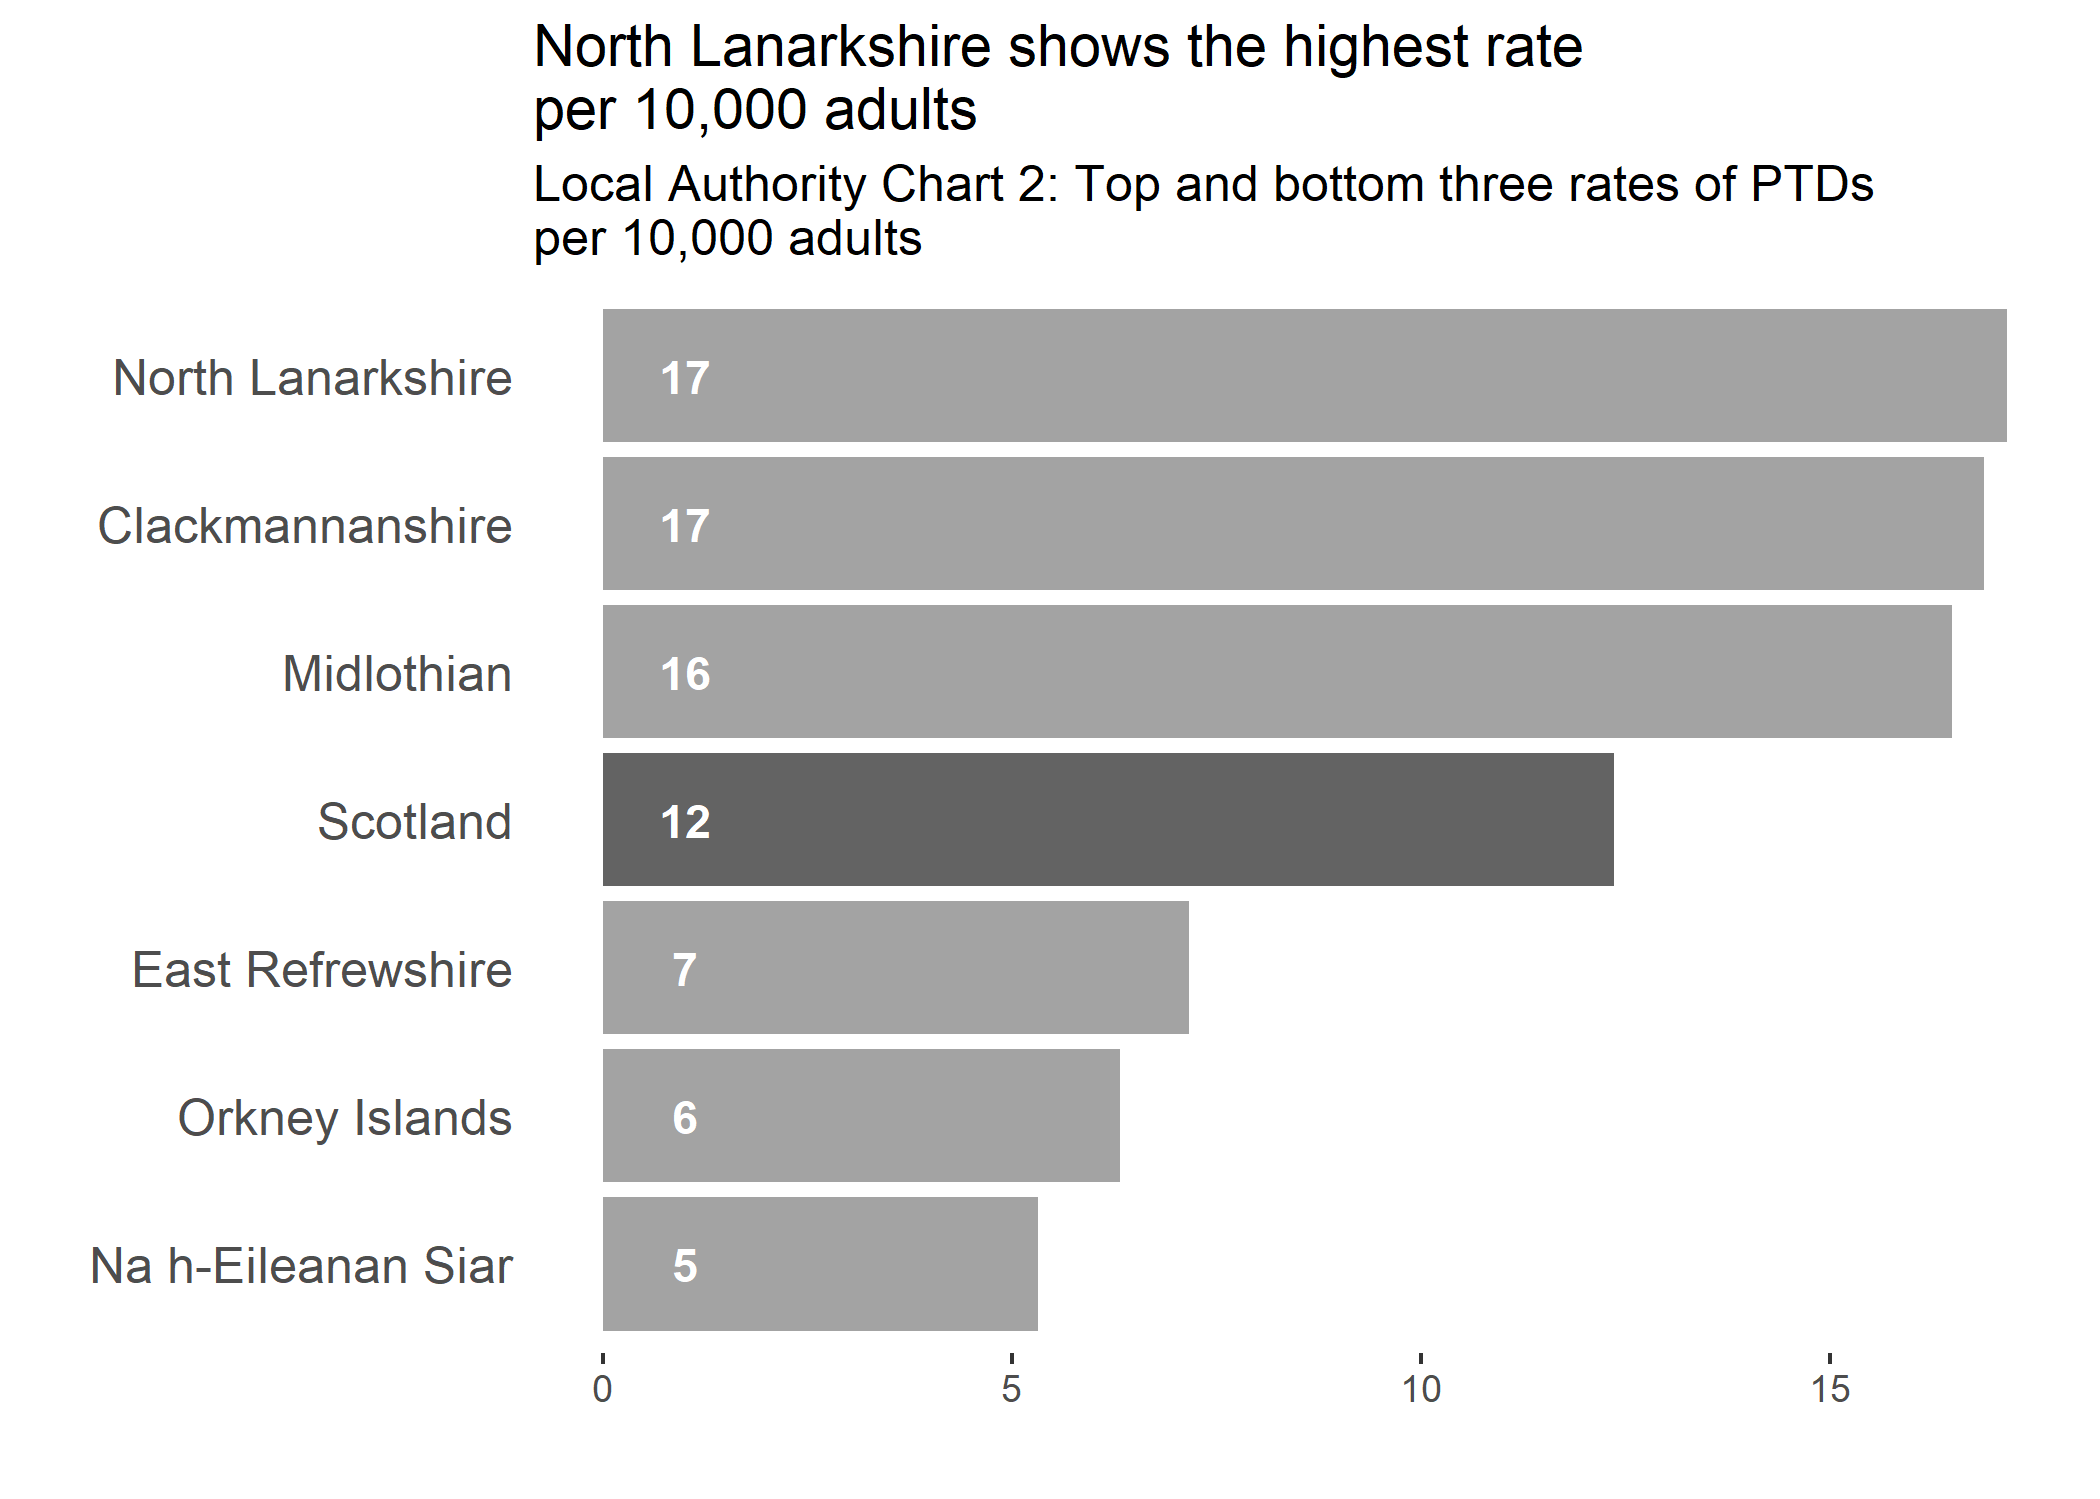 North Lanarkshire shows the highest rate
per 10,000 adults
Local Authority Chart 2: Top and bottom three rates of PTDs
per 10,000 adults
North Lanarkshire 17
Clackmannanshire 17
Midlothian 16
Scotland 12
East Refrewshire 7
Orkney Islands 6
Na h-Eileanan Siar 5
0 5 10 15